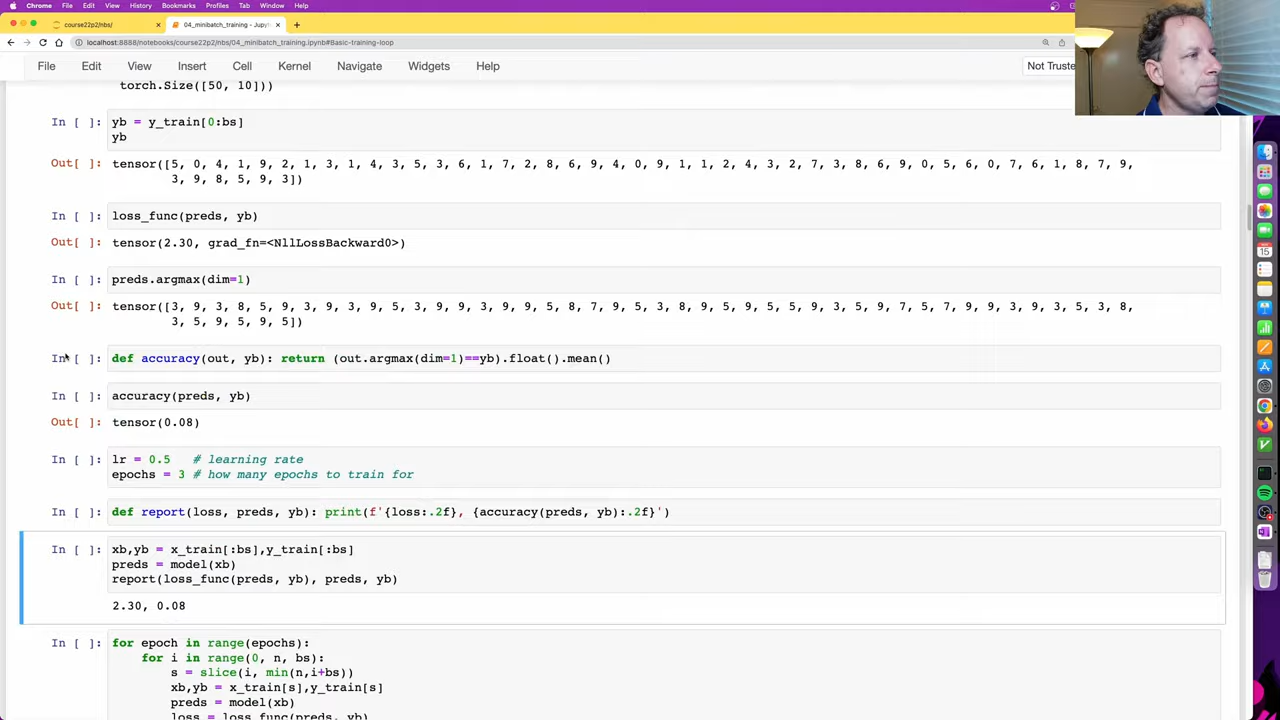 Chrome File Edit View History Bookmarks Profiles Tab Window Help
course22p2/nbs/
04_minibatch_training - Jupyt
localhost:8888/notebooks/course22p2/nbs/04_minibatch_training.ipynb#Basic-training-loop
File Edit View Insert Cell Kernel Navigate Widgets Help
Not Truste
torch.Size([50, 10]))
In [ ]: yb = y_train[0:bs]
yb
Out[ ]: tensor([5, 0, 4, 1, 9, 2, 1, 3, 1, 4, 3, 5, 3, 6, 1, 7, 2, 8, 6, 9, 4, 0, 9, 1, 1, 2, 4, 3, 2, 7, 3, 8, 6, 9, 0, 5, 6, 0, 7, 6, 1, 8, 7, 9,
3, 9, 8, 5, 9, 3])
In [ ]: loss_func(preds, yb)
Out[ ]: tensor(2.30, grad_fn=<NllLossBackward0>)
In [ ]: preds.argmax(dim=1)
Out[ ]: tensor([3, 9, 3, 8, 5, 9, 3, 9, 3, 9, 5, 3, 9, 9, 3, 9, 9, 5, 8, 7, 9, 5, 3, 8, 9, 5, 9, 5, 5, 9, 3, 5, 9, 7, 5, 7, 9, 9, 3, 9, 3, 5, 3, 8,
3, 5, 9, 5, 9, 5])
In [ ]: def accuracy(out, yb): return (out.argmax(dim=1)==yb).float().mean()
In [ ]: accuracy(preds, yb)
Out[ ]: tensor(0.08)
In [ ]: lr = 0.5 # learning rate
epochs = 3 # how many epochs to train for
In [ ]: def report(loss, preds, yb): print(f'{loss:.2f}, {accuracy(preds, yb):.2f}')
In [ ]: xb,yb = x_train[:bs],y_train[:bs]
preds = model(xb)
report(loss_func(preds, yb), preds, yb)
2.30, 0.08
In [ ]: for epoch in range(epochs):
for i in range(0, n, bs):
s = slice(i, min(n,i+bs))
xb,yb = x_train[s],y_train[s]
preds = model(xb)
loss = loss_func(preds, yb)